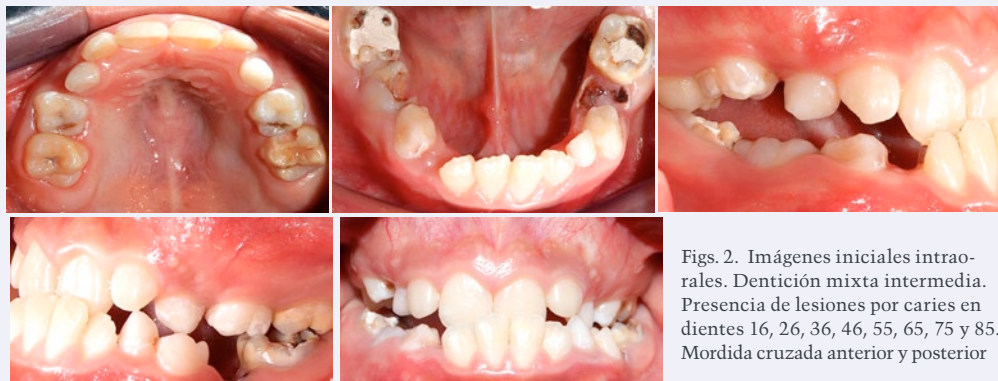 Figs. 2. Imágenes iniciales intrao-
rales. Dentición mixta intermedia.
Presencia de lesiones por caries en
dientes 16, 26, 36, 46, 55, 65, 75 y 85.
Mordida cruzada anterior y posterior